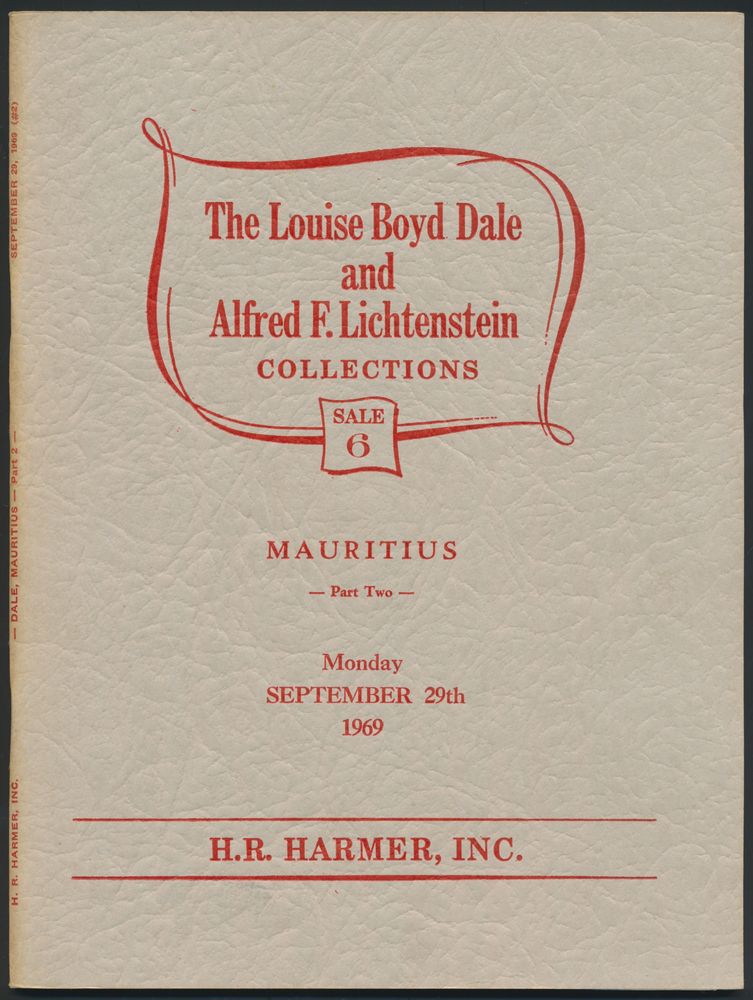 The Louise Boyd Dale
and
Alfred F. Lichtenstein
COLLECTIONS
SALE
6
MAURITIUS
— Part Two —
Monday
SEPTEMBER 29th
1969
H.R. HARMER, INC.
H. R. HARMER, INC. — DALE, MAURITIUS — Part 2 — SEPTEMBER 29, 1969 (#2)